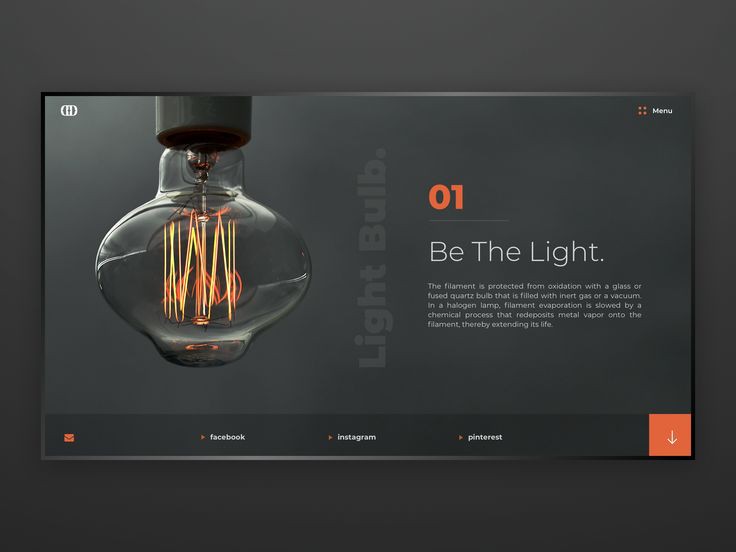 Menu
Light Bulb.
01
Be The Light.
The filament is protected from oxidation with a glass or
fused quartz bulb that is filled with inert gas or a vacuum.
In a halogen lamp, filament evaporation is slowed by a
chemical process that redeposits metal vapor onto the
filament, thereby extending its life.
facebook
instagram
pinterest